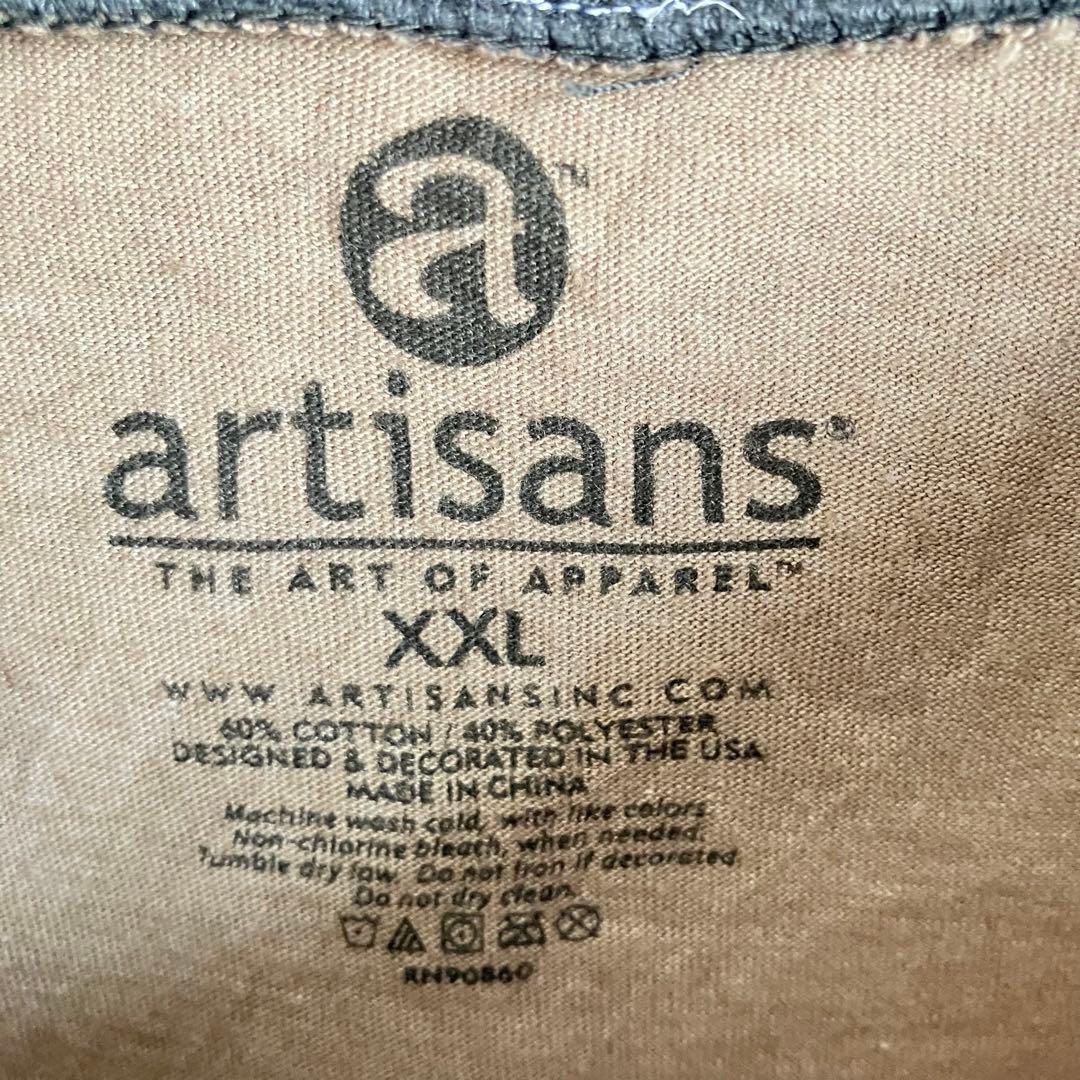 a™
artisans®
THE ART OF APPAREL™
XXL
WWW.ARTISANSINC.COM
60% COTTON / 40% POLYESTER
DESIGNED & DECORATED IN THE USA
MADE IN CHINA
Machine wash cold, with like colors
Non-chlorine bleach, when needed.
Tumble dry low. Do not iron if decorated.
Do not dry clean.
RN90860